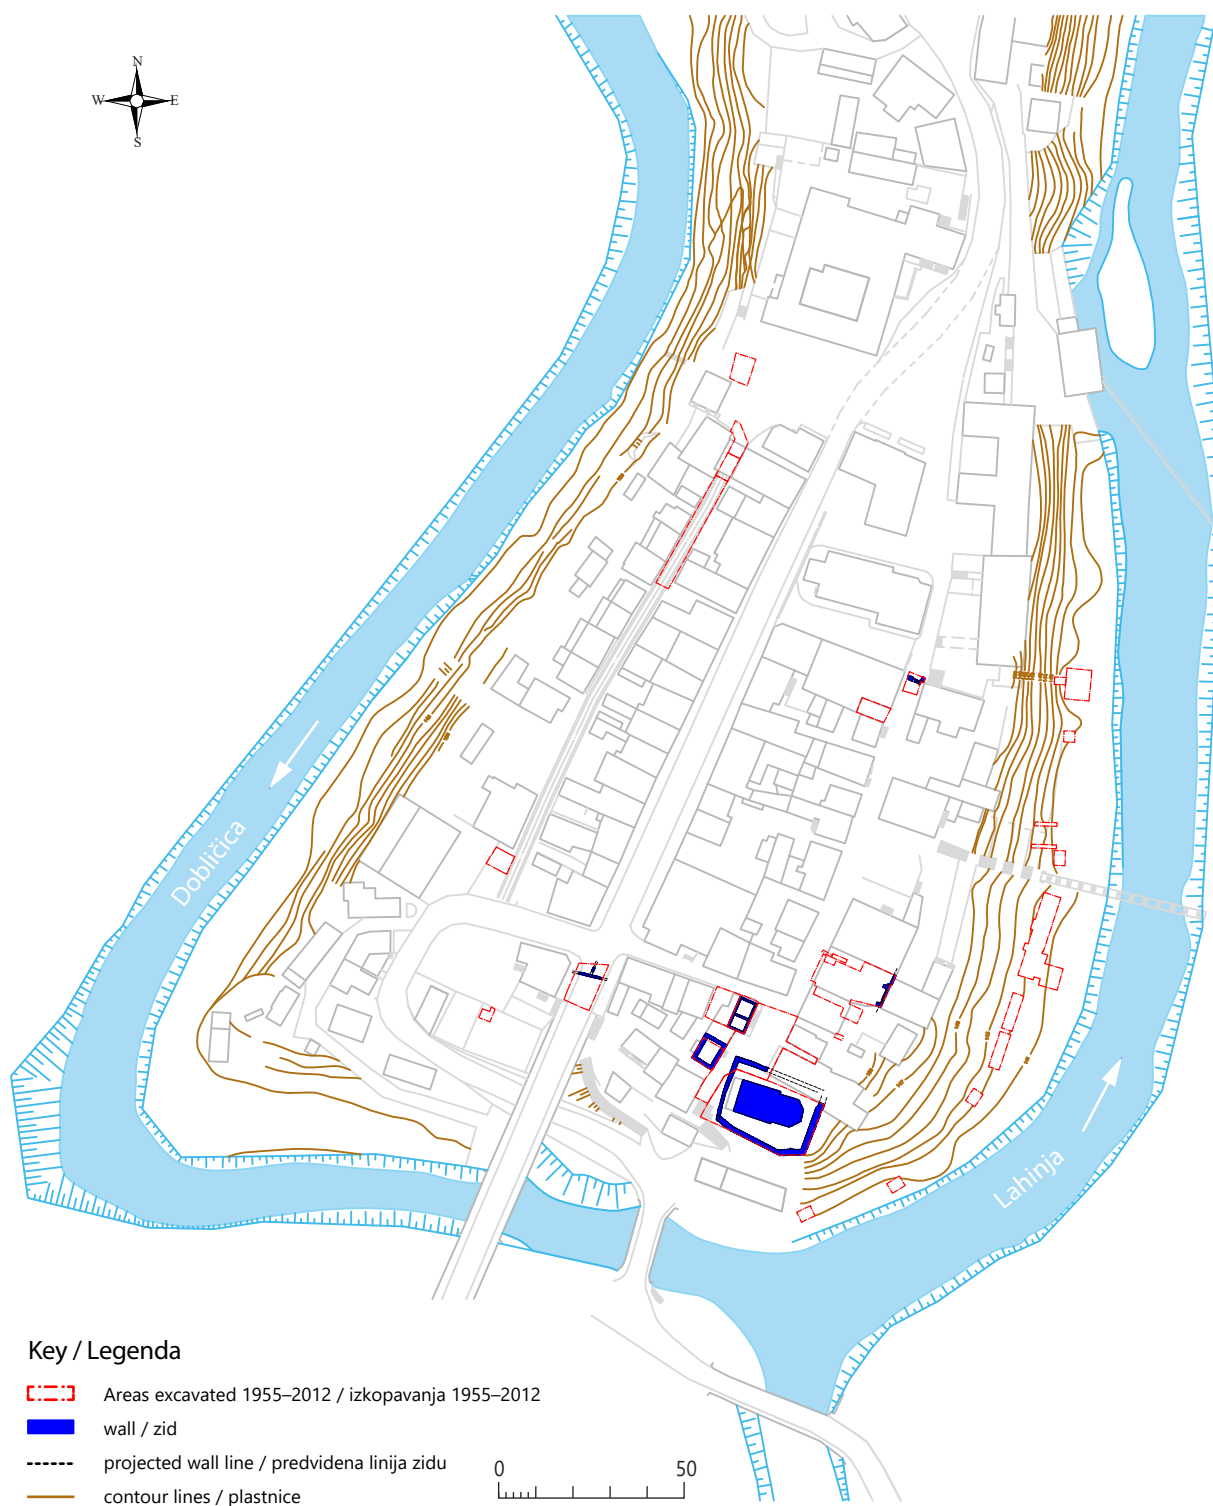 N
W E
S
Dobličica
Lahinja
Key / Legenda
Areas excavated 1955–2012 / izkopavanja 1955–2012
wall / zid
projected wall line / predvidena linija zidu
contour lines / plastnice
0 50